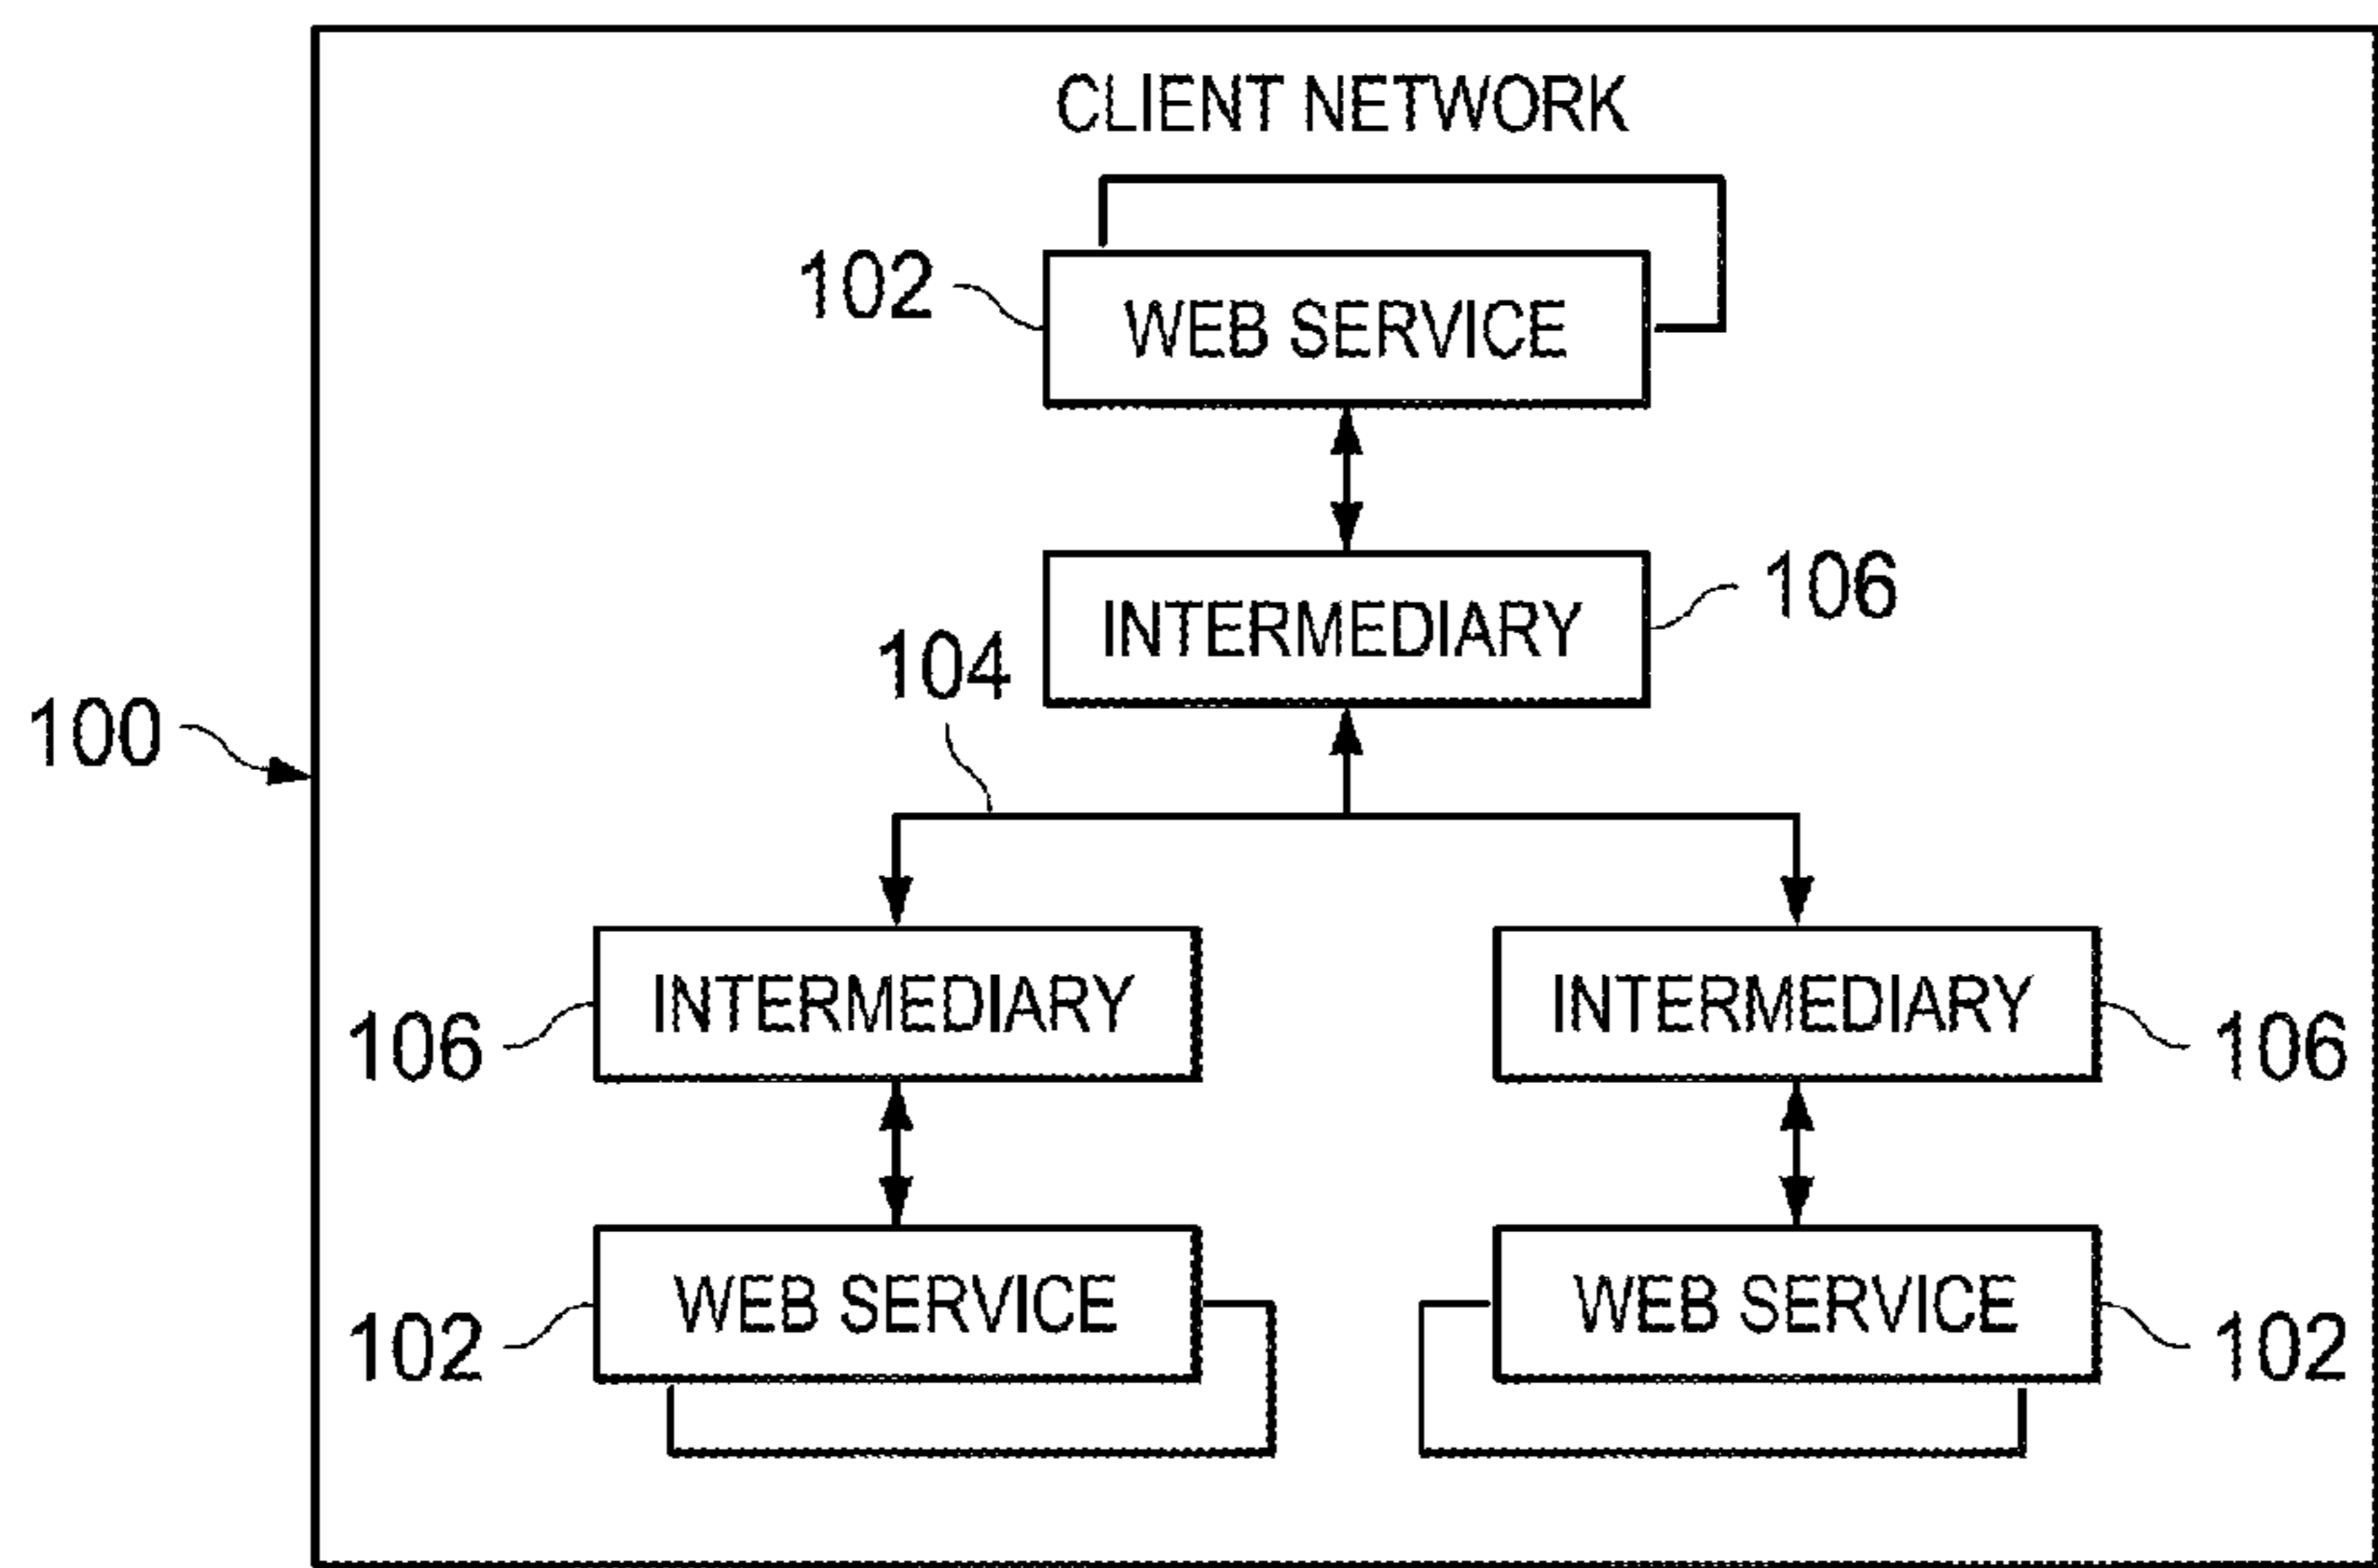 CLIENT NETWORK
102
WEB SERVICE
INTERMEDIARY
106
104
100
INTERMEDIARY
INTERMEDIARY
106
106
WEB SERVICE
WEB SERVICE
102
102